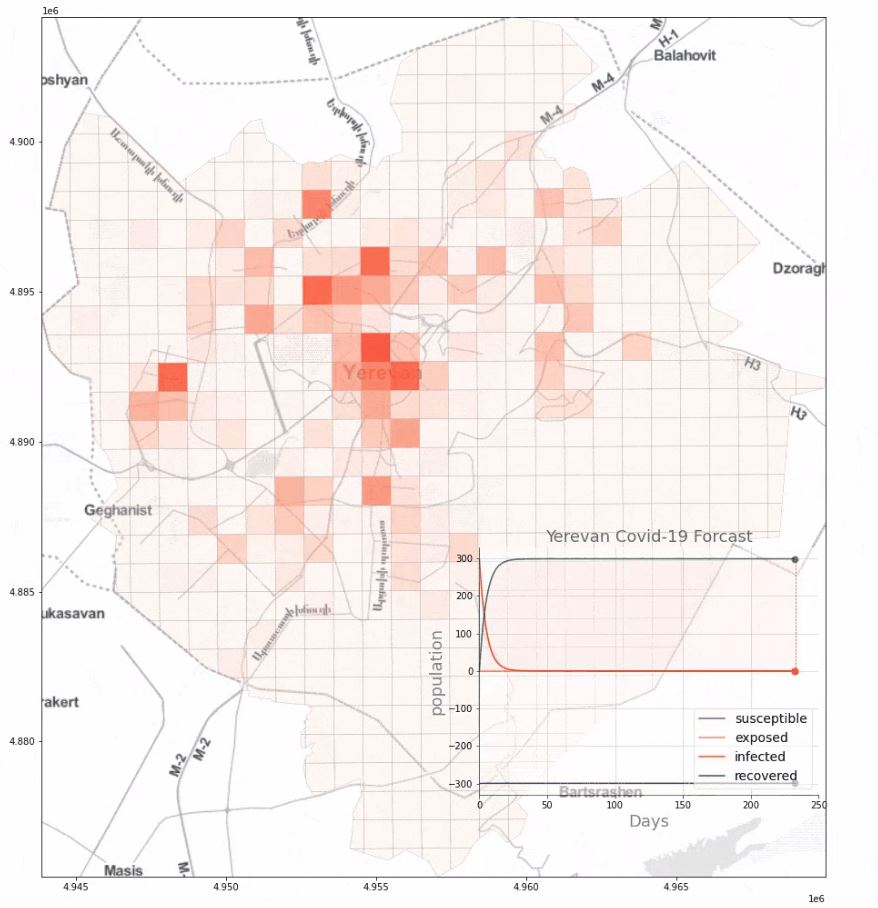 1e6
M-
H-1
Balahovit
oshyan
M-4
M-4
4.900
Dzoragh
4.895
Yerevan
H3
H3
4.890
Geghanist
Yerevan Covid-19 Forcast
4.885
ukasavan
300
200
100
0
−100
−200
−300
population
rakert
susceptible
exposed
infected
recovered
4.880
M-2
M-2
Bartsrashen
0
50
100
150
200
250
Days
Masis
M-
4.945
4.950
4.955
4.960
4.965
1e6